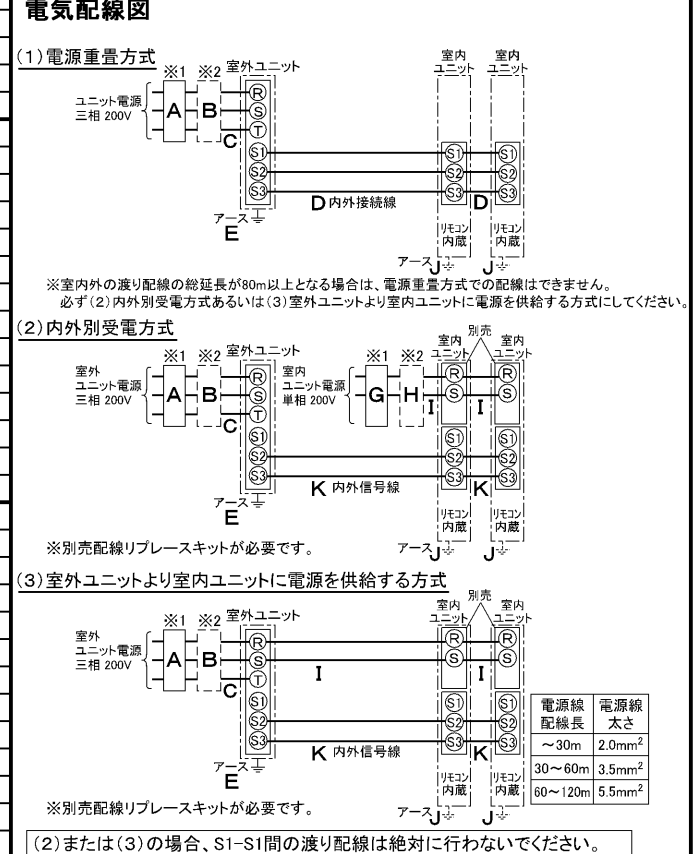 電気配線図
(1)電源重畳方式
※1 ※2 室外ユニット
室内ユニット 室内ユニット
ユニット電源
三相 200V
A B C
R
S
T
S1 S1 S1
S2 S2 S2
S3 S3 S3
D 内外接続線 D
アース
E
リモコン内蔵 リモコン内蔵
アース J J
※室内外の渡り配線の総延長が80m以上となる場合は、電源重畳方式での配線はできません。
必ず(2)内外別受電方式あるいは(3)室外ユニットより室内ユニットに電源を供給する方式にしてください。
(2)内外別受電方式
別売
※1 ※2 室外ユニット ※1 ※2 室内ユニット 室内ユニット
室外
ユニット電源
三相 200V
A B C
室内
ユニット電源
単相 200V
G H I I
R R R
S S S
T
S1 S1 S1
S2 S2 S2
S3 S3 S3
K 内外信号線 K
アース
E
リモコン内蔵 リモコン内蔵
※別売配線リプレースキットが必要です。
アース J J
(3)室外ユニットより室内ユニットに電源を供給する方式
別売
※1 ※2 室外ユニット 室内ユニット 室内ユニット
室外
ユニット電源
三相 200V
A B C
R R R
S S S
T
I I
S1 S1 S1
S2 S2 S2
S3 S3 S3
K 内外信号線 K
アース
E
リモコン内蔵 リモコン内蔵
電源線配線長 電源線太さ
～30m 2.0mm²
30～60m 3.5mm²
60～120m 5.5mm²
※別売配線リプレースキットが必要です。
アース J J
(2)または(3)の場合、S1-S1間の渡り配線は絶対に行わないでください。